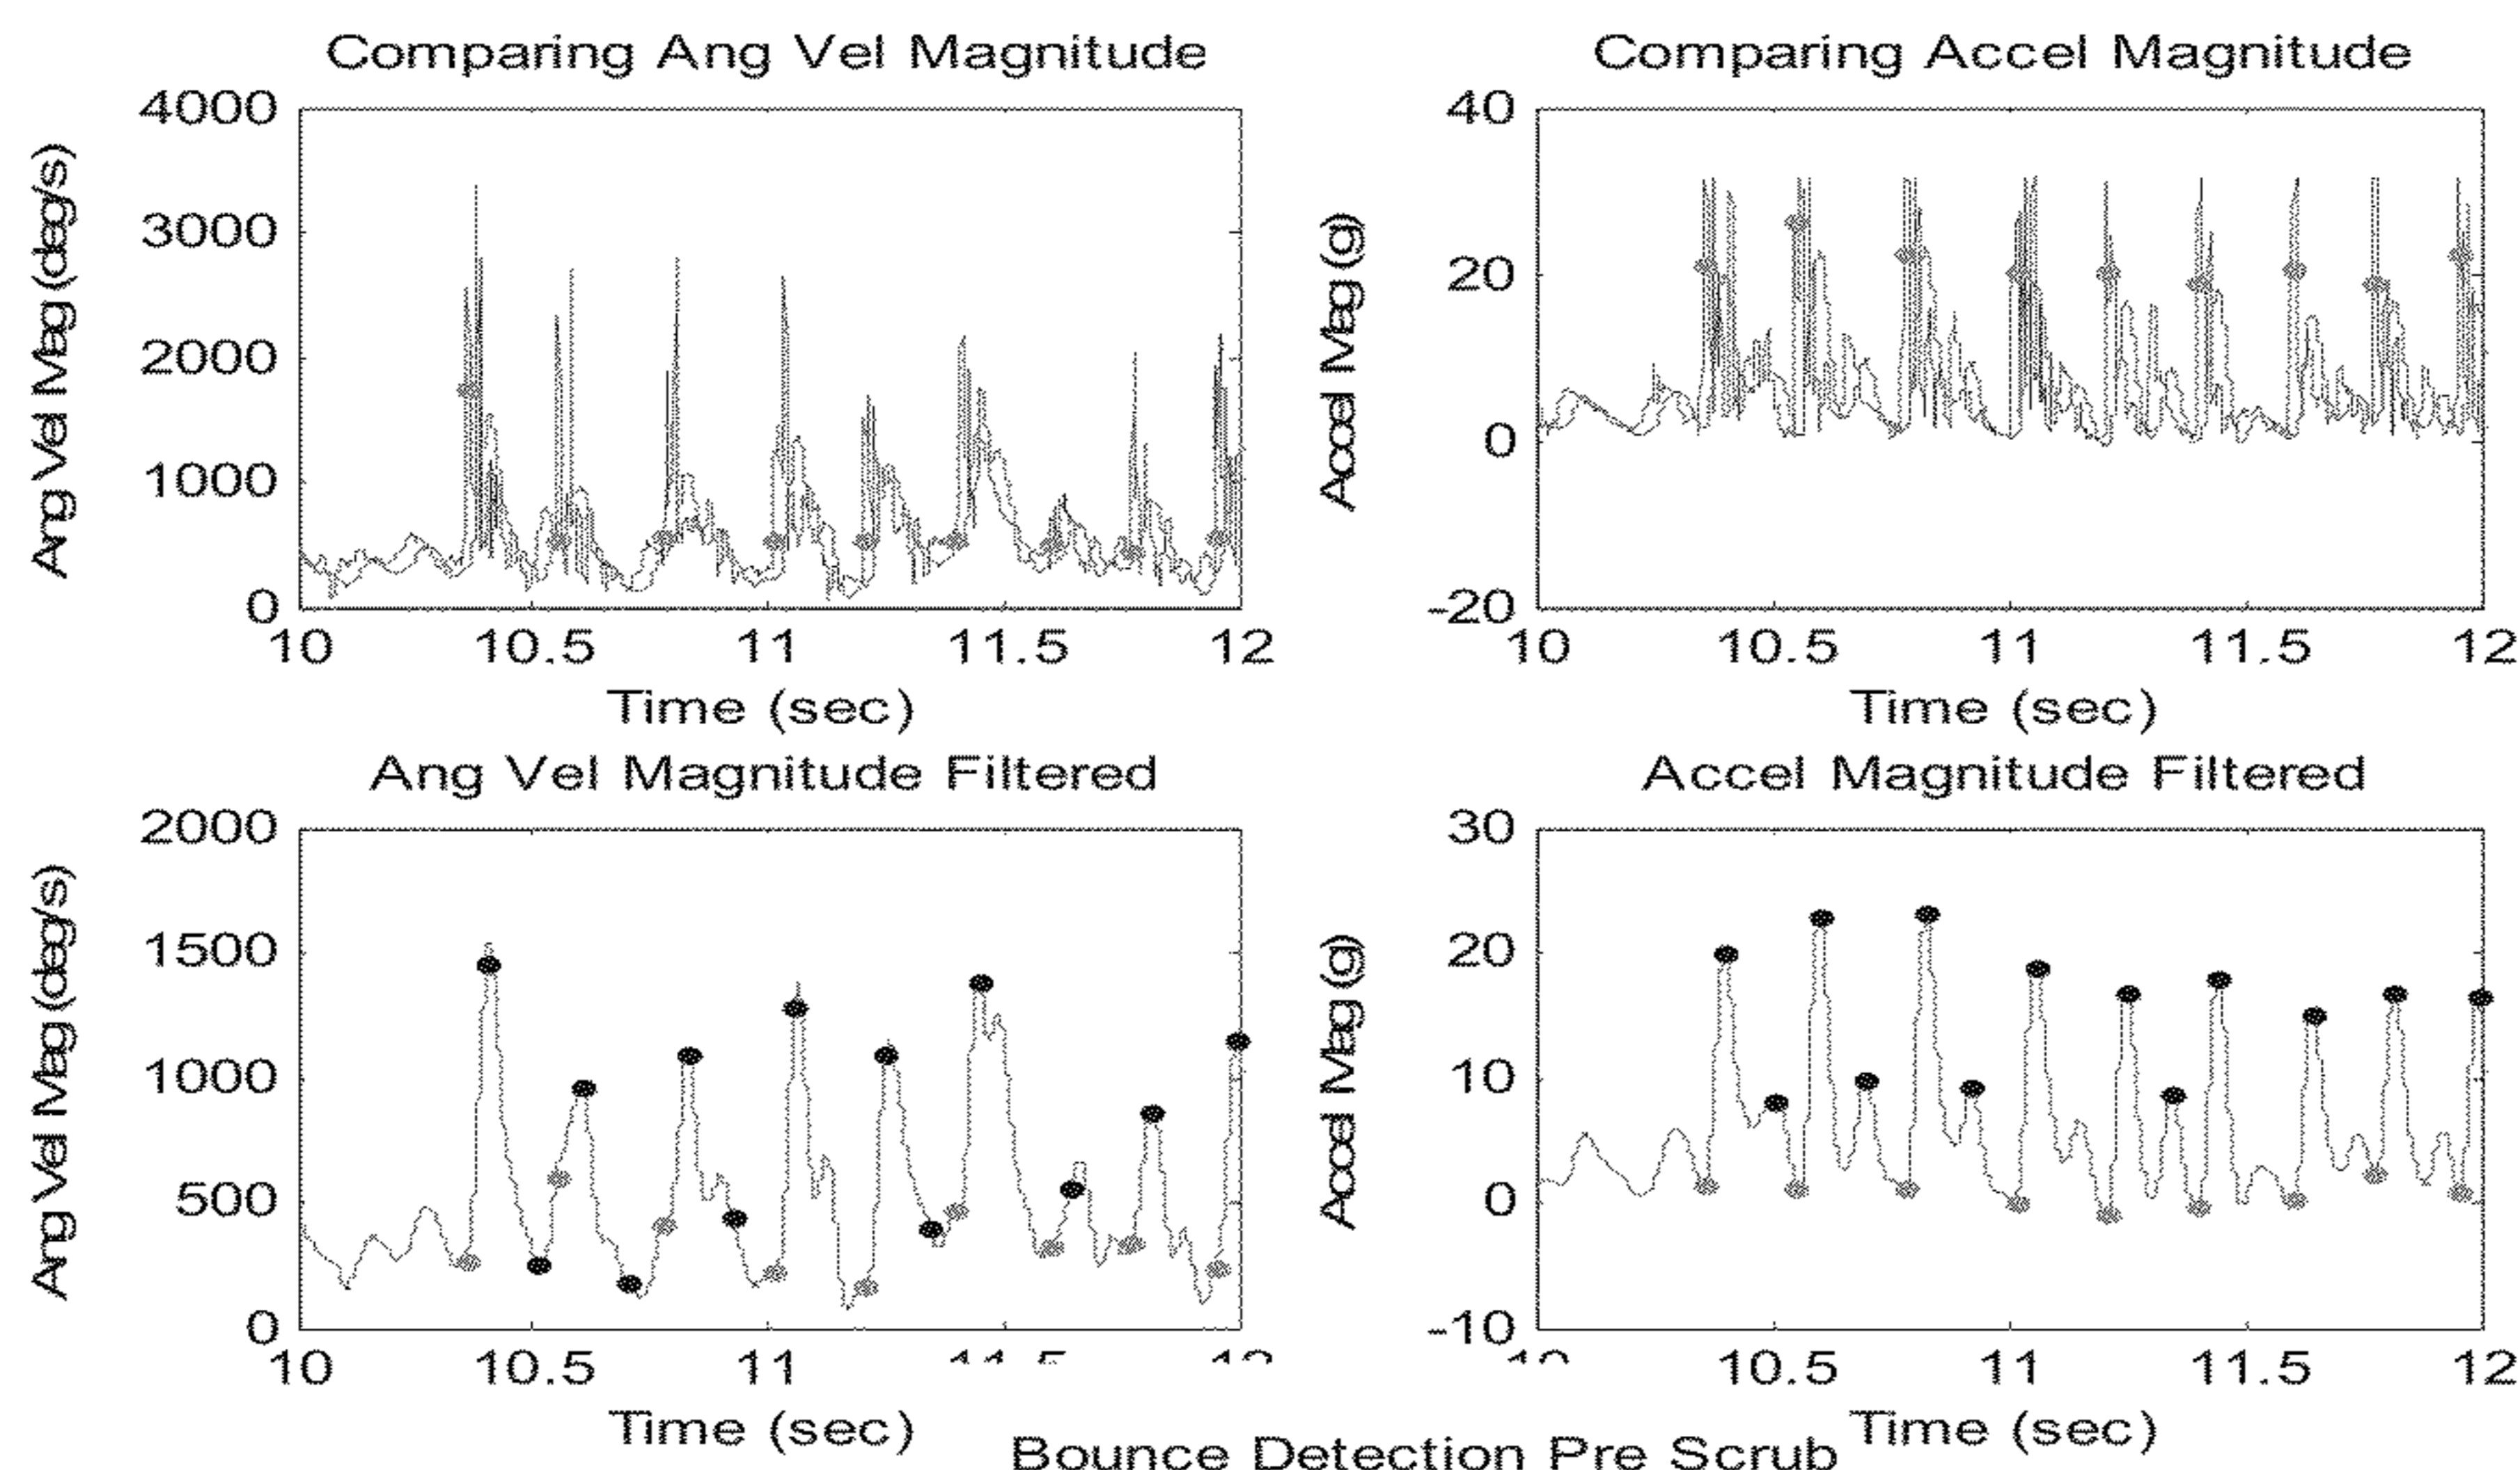 Comparing Ang Vel Magnitude
Ang Vel Mag (deg/s)
4000
3000
2000
1000
0
10 10.5 11 11.5 12
Time (sec)
Comparing Accel Magnitude
Accel Mag (g)
40
20
0
-20
10 10.5 11 11.5 12
Time (sec)
Ang Vel Magnitude Filtered
Ang Vel Mag (deg/s)
2000
1500
1000
500
0
10 10.5 11 11.5 12
Time (sec)
Accel Magnitude Filtered
Accel Mag (g)
30
20
10
0
-10
10 10.5 11 11.5 12
Time (sec)
Bounce Detection Pre Scrub